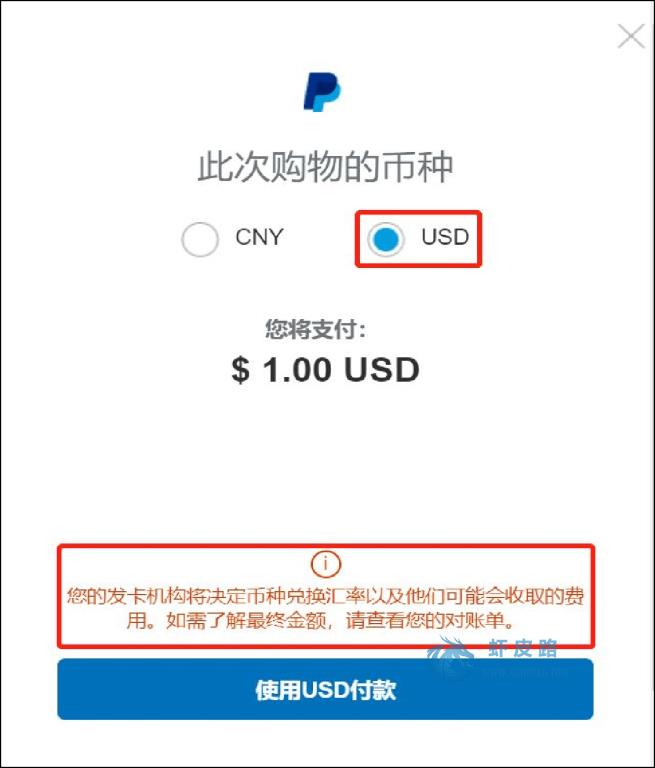 此次购物的币种
CNY
USD
您将支付：
$ 1.00 USD
您的发卡机构将决定币种兑换汇率以及他们可能会收取的费
用。如需了解最终金额，请查看您的对账单。
虾皮路
使用USD付款